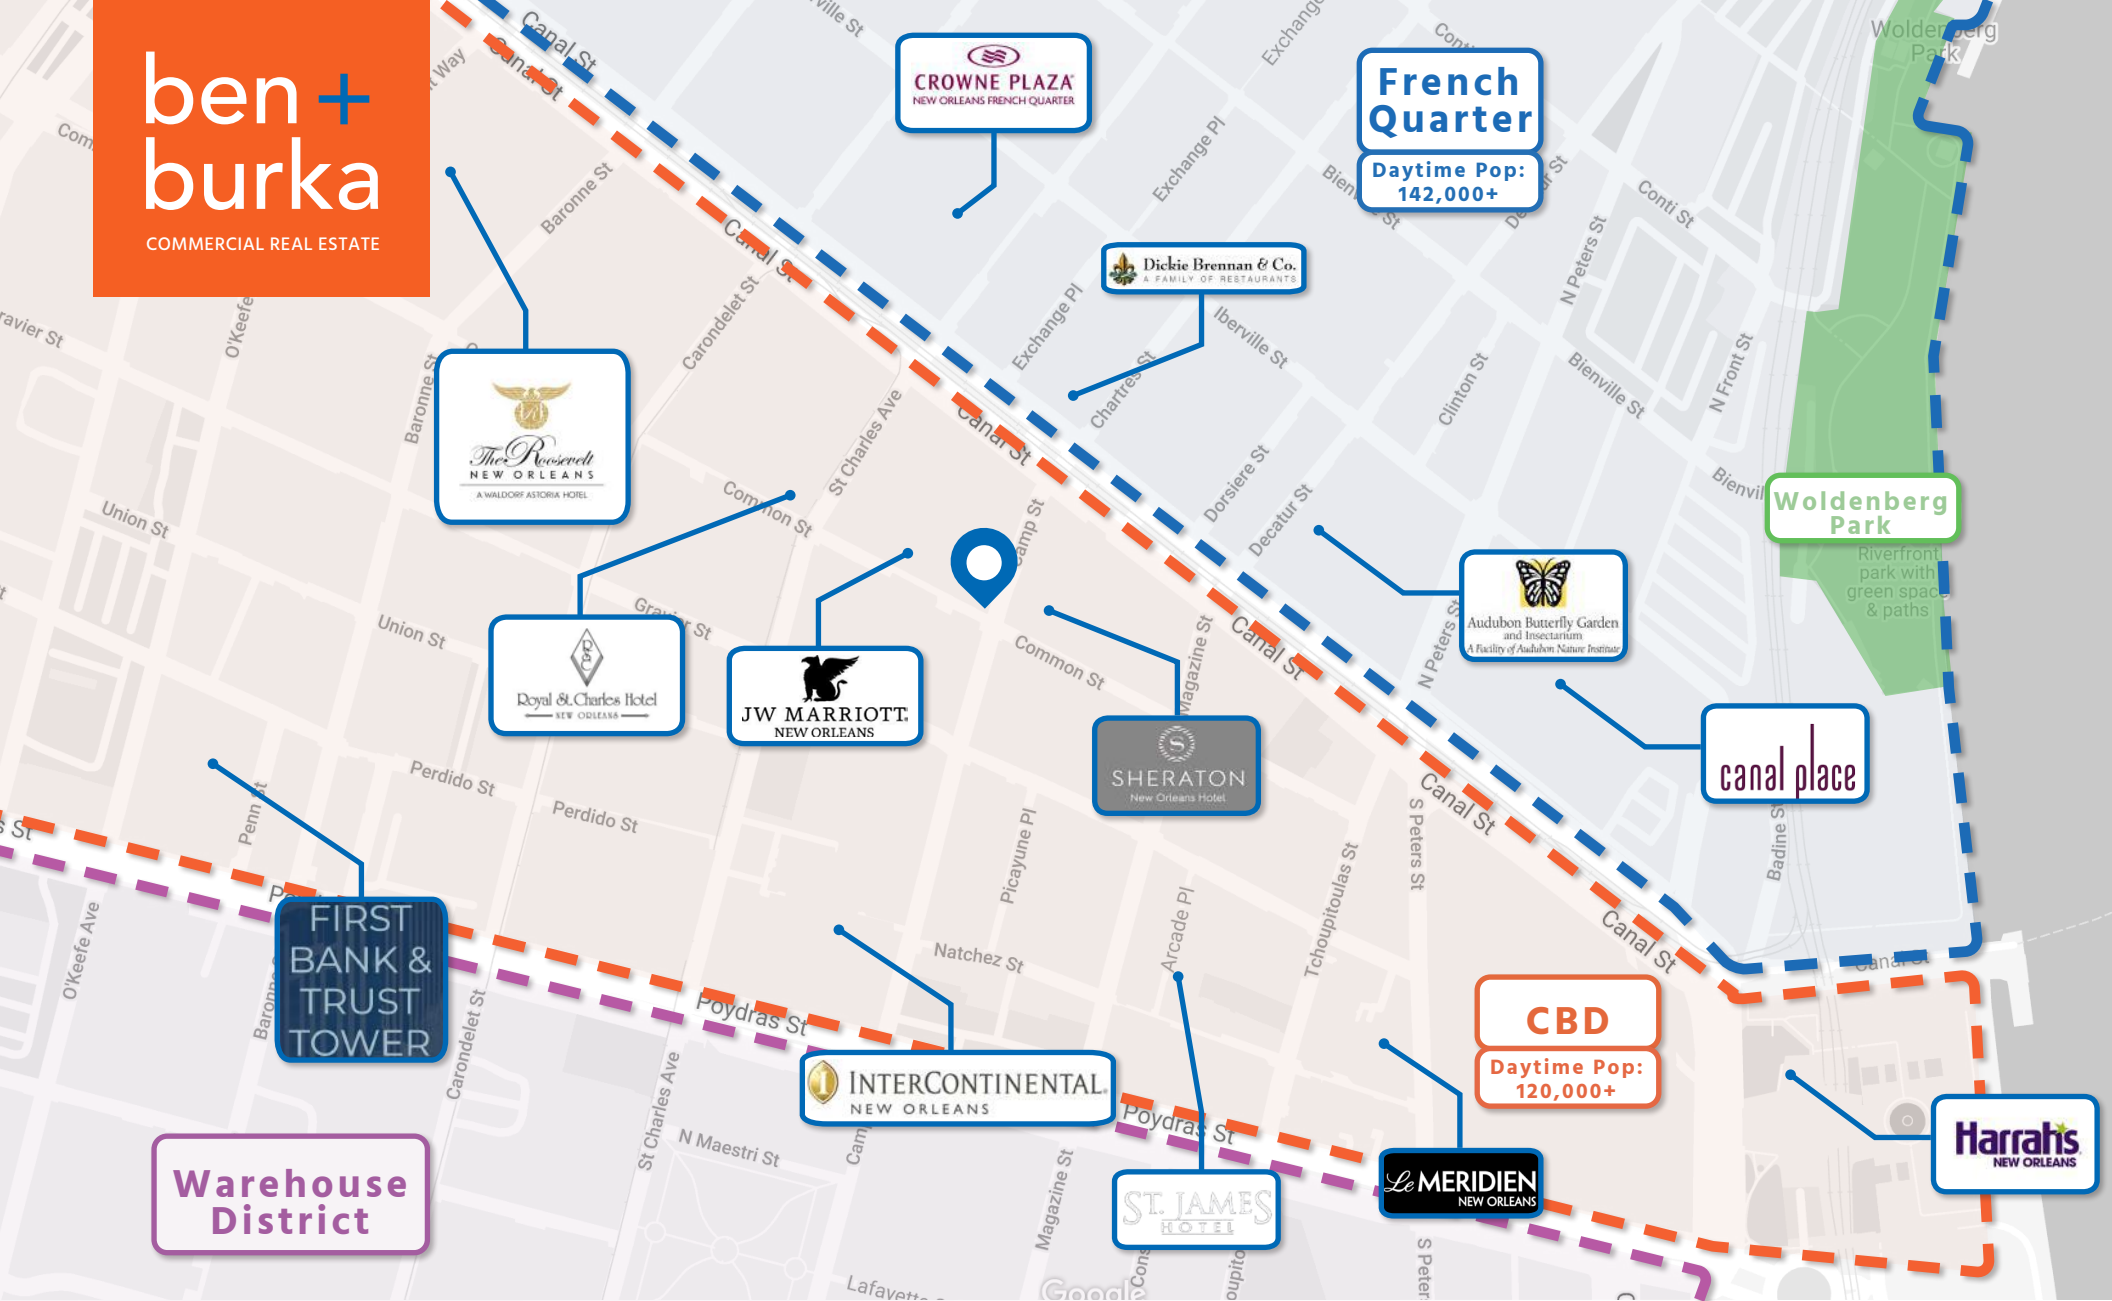 ben +
burka
COMMERCIAL REAL ESTATE
Canal St
Canal St
CROWNE PLAZA
NEW ORLEANS FRENCH QUARTER
Exchange
French
Quarter
Daytime Pop:
142,000+
Woldenberg
Park
Baronne St
Exchange Pl
Conti St
N Peters St
Canal St
Dickie Brennan & Co.
A FAMILY OF RESTAURANTS
O'Keefe
Carondelet St
Exchange Pl
Iberville St
Bienville St
N Front St
Baronne St
The Roosevelt
NEW ORLEANS
A WALDORF ASTORIA HOTEL
St Charles Ave
Chartres St
Clinton St
Canal St
Union St
Common St
Dorsiere St
Decatur St
Woldenberg
Park
Riverfront
park with
green space
& paths
Union St
Gravier St
Common St
Magazine St
Canal St
N Peters St
Audubon Butterfly Garden
and Insectarium
A Facility of Audubon Nature Institute
Royal St. Charles Hotel
NEW ORLEANS
JW MARRIOTT
NEW ORLEANS
SHERATON
New Orleans Hotel
canal place
Perdido St
Perdido St
Penn St
Picayune Pl
Canal St
S Peters St
Tchoupitoulas St
Arcade Pl
Natchez St
Canal St
Canal St
O'Keefe Ave
FIRST
BANK &
TRUST
TOWER
Carondelet St
Poydras St
CBD
Daytime Pop:
120,000+
INTERCONTINENTAL
NEW ORLEANS
Poydras St
St Charles Ave
N Maestri St
Magazine St
Harrah's
NEW ORLEANS
Le MERIDIEN
NEW ORLEANS
ST. JAMES
HOTEL
Warehouse
District
Google